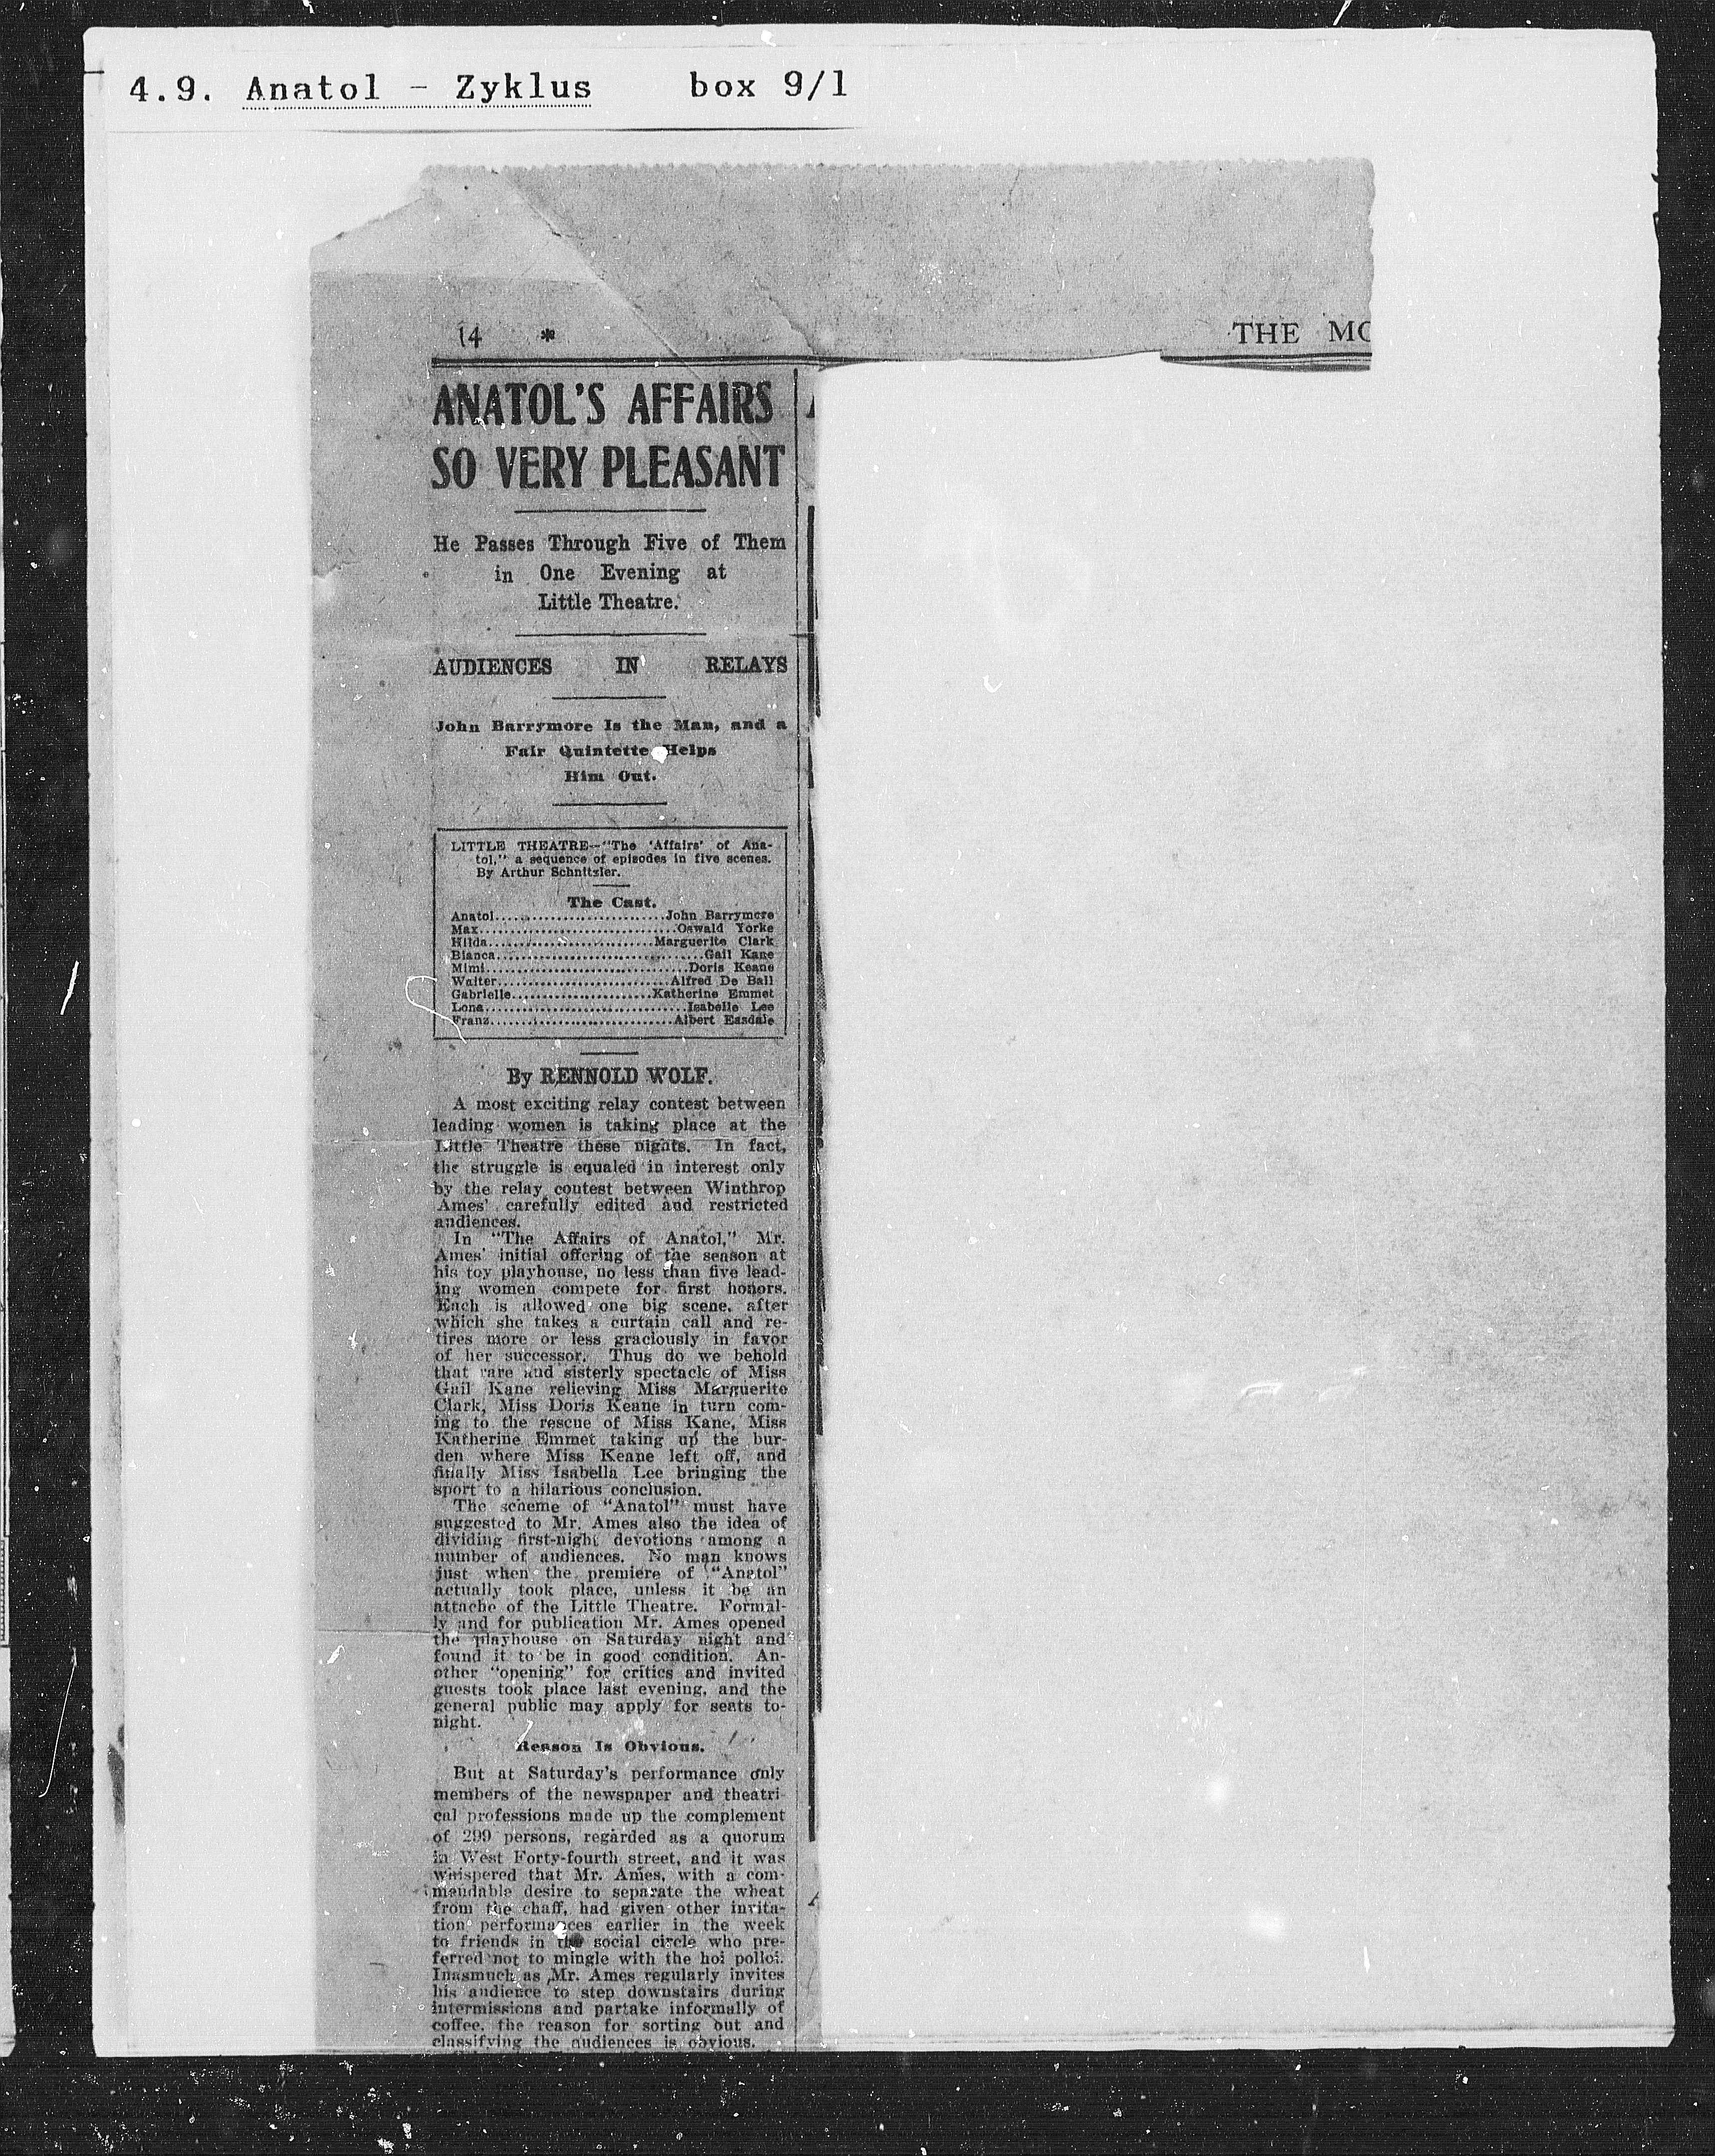 4.9. Anatol - Zyklus box 9/1
14 * THE MO
ANATOL'S AFFAIRS
SO VERY PLEASANT
He Passes Through Five of Them
in One Evening at
Little Theatre.
AUDIENCES IN RELAYS
John Barrymore Is the Man, and a
Fair Quintette Helps
Him Out.
LITTLE THEATRE--"The 'Affairs' of Ana-
tol," a sequence of episodes in five scenes.
By Arthur Schnitzler.
The Cast.
Anatol............................John Barrymore
Max................................Oswald Yorke
Hilda...........................Marguerite Clark
Bianca..................................Gail Kane
Mimi.................................Doris Keane
Walter............................Alfred De Ball
Gabrielle.......................Katherine Emmet
Lona.................................Isabelle Lee
Franz..............................Albert Easdale
By RENNOLD WOLF.
A most exciting relay contest between
leading women is taking place at the
Little Theatre these nights. In fact,
the struggle is equaled in interest only
by the relay contest between Winthrop
Ames' carefully edited and restricted
audiences.
In "The Affairs of Anatol," Mr.
Ames' initial offering of the season at
his toy playhouse, no less than five lead-
ing women compete for first honors.
Each is allowed one big scene, after
which she takes a curtain call and re-
tires more or less graciously in favor
of her successor. Thus do we behold
that rare and sisterly spectacle of Miss
Gail Kane relieving Miss Marguerite
Clark, Miss Doris Keane in turn com-
ing to the rescue of Miss Kane, Miss
Katherine Emmet taking up the bur-
den where Miss Keane left off, and
finally Miss Isabella Lee bringing the
sport to a hilarious conclusion.
The scheme of "Anatol" must have
suggested to Mr. Ames also the idea of
dividing first-night devotions among a
number of audiences. No man knows
just when the premiere of "Anatol"
actually took place, unless it be an
attache of the Little Theatre. Formal-
ly and for publication Mr. Ames opened
the playhouse on Saturday night and
found it to be in good condition. An-
other "opening" for critics and invited
guests took place last evening, and the
general public may apply for seats to-
night.
Reason Is Obvious.
But at Saturday's performance only
members of the newspaper and theatri-
cal professions made up the complement
of 299 persons, regarded as a quorum
in West Forty-fourth street, and it was
whispered that Mr. Ames, with a com-
mendable desire to separate the wheat
from the chaff, had given other invita-
tion performances earlier in the week
to friends in the social circle who pre-
ferred not to mingle with the hoi polloi.
Inasmuch as Mr. Ames regularly invites
his audience to step downstairs during
intermissions and partake informally of
coffee, the reason for sorting out and
classifying the audiences is obvious.